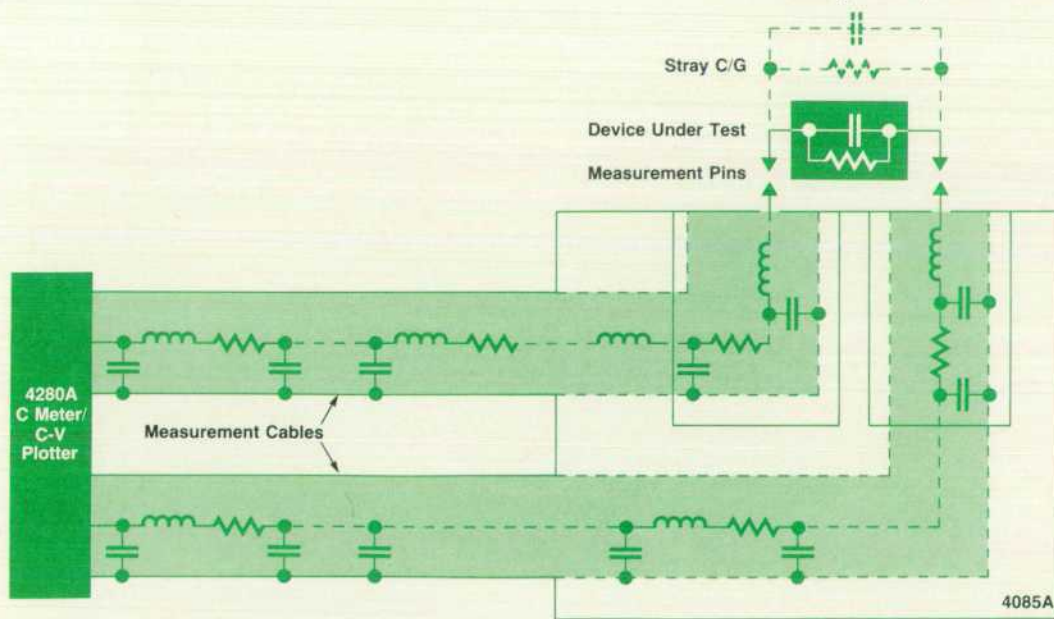 Stray C/G
Device Under Test
Measurement Pins
4280A
C Meter/
C-V
Plotter
Measurement Cables
4085A